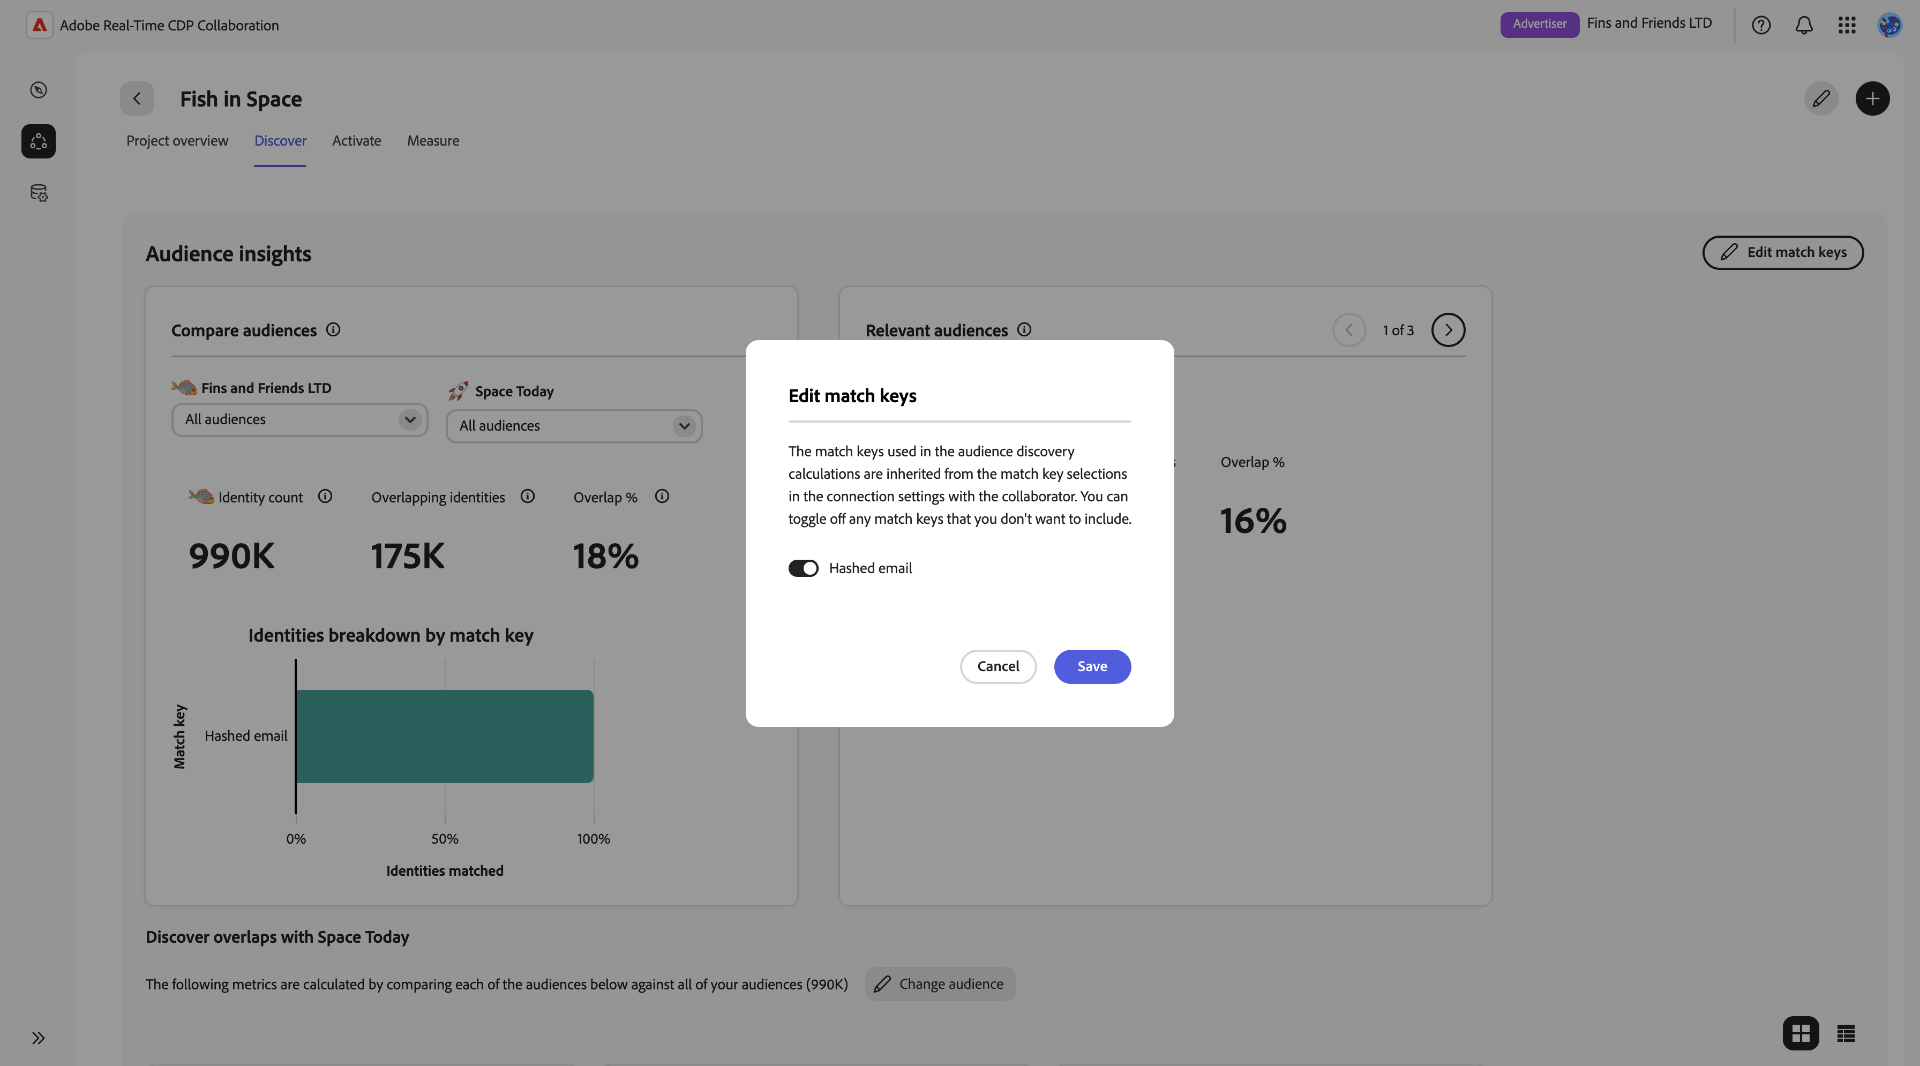 Adobe Real-Time CDP Collaboration
Advertiser
Fins and Friends LTD
Fish in Space
Project overview
Discover
Activate
Measure
Audience insights
Edit match keys
Compare audiences
Relevant audiences
1 of 3
Fins and Friends LTD
Space Today
All audiences
All audiences
Identity count
Overlapping identities
Overlap %
990K
175K
18%
Overlap %
16%
Edit match keys
The match keys used in the audience discovery
calculations are inherited from the match key selections
in the connection settings with the collaborator. You can
toggle off any match keys that you don't want to include.
Hashed email
Cancel
Save
Identities breakdown by match key
Match key
Hashed email
0%
50%
100%
Identities matched
Discover overlaps with Space Today
The following metrics are calculated by comparing each of the audiences below against all of your audiences (990K)
Change audience